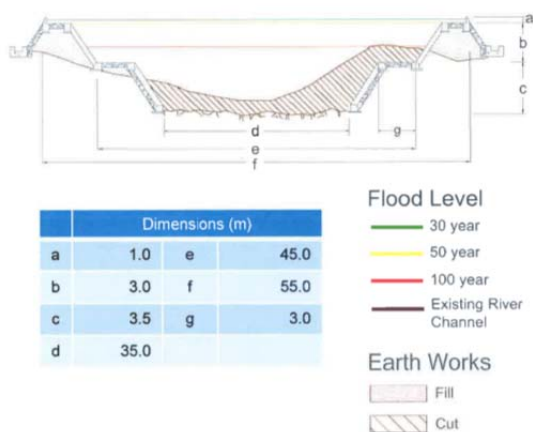 a
b
c
d
g
e
f
Dimensions (m)
a 1.0 e 45.0
b 3.0 f 55.0
c 3.5 g 3.0
d 35.0
Flood Level
30 year
50 year
100 year
Existing River
Channel
Earth Works
Fill
Cut